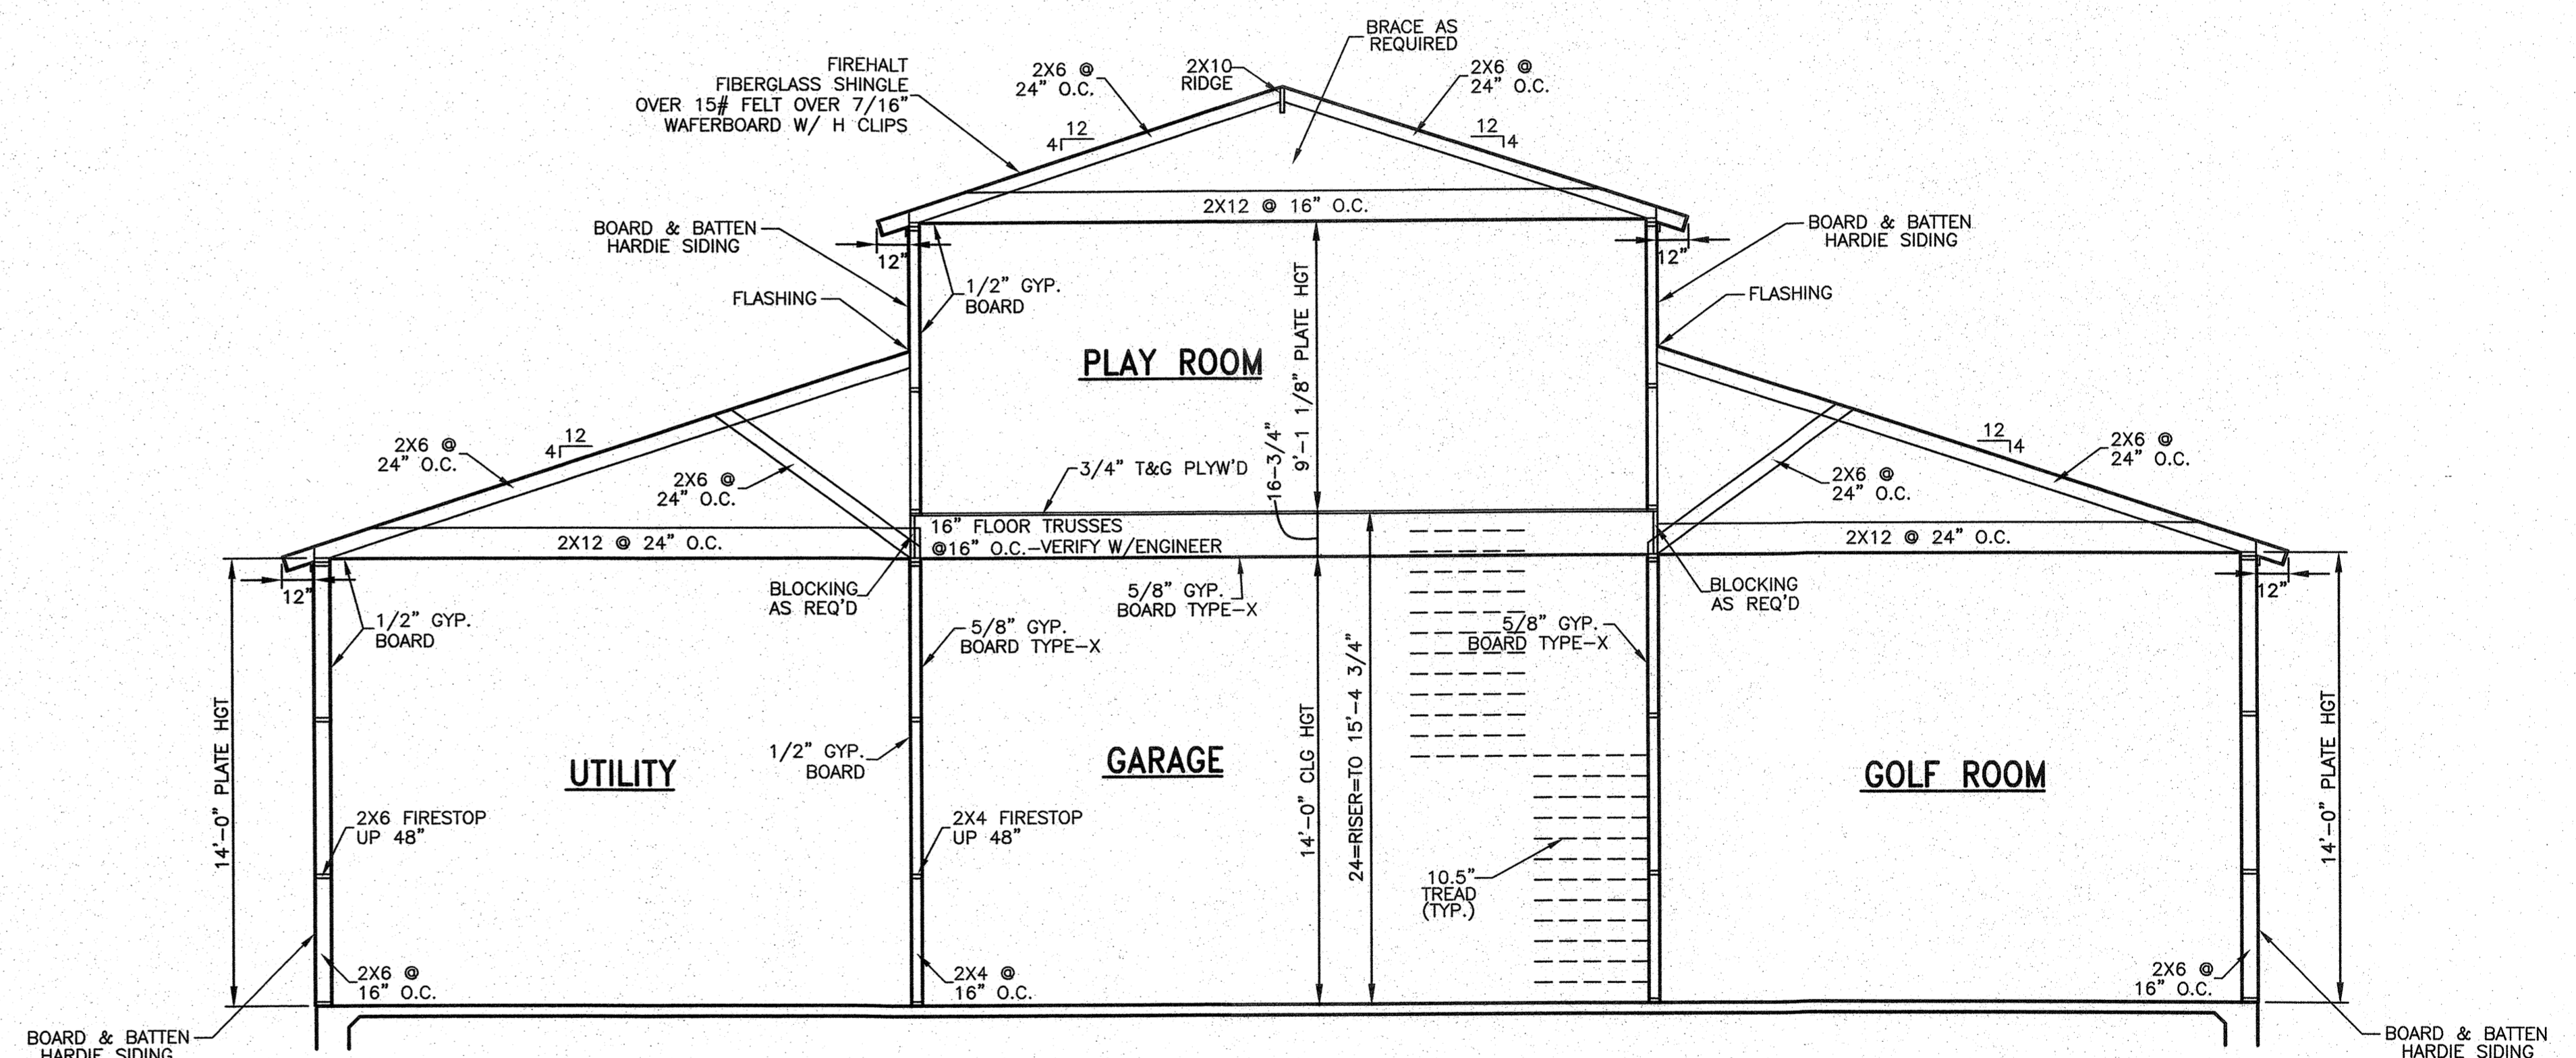 BRACE AS
REQUIRED
FIREHALT
FIBERGLASS SHINGLE
OVER 15# FELT OVER 7/16"
WAFERBOARD W/ H CLIPS
2X6 @
24" O.C.
2X10
RIDGE
2X6 @
24" O.C.
12
4
12
4
2X12 @ 16" O.C.
BOARD & BATTEN
HARDIE SIDING
12"
12"
BOARD & BATTEN
HARDIE SIDING
FLASHING
1/2" GYP.
BOARD
FLASHING
PLAY ROOM
9'-1 1/8" PLATE HGT
16-3/4"
2X6 @
24" O.C.
12
4
2X6 @
24" O.C.
3/4" T&G PLYW'D
12
4
2X6 @
24" O.C.
2X6 @
24" O.C.
2X12 @ 24" O.C.
16" FLOOR TRUSSES
@16" O.C.-VERIFY W/ENGINEER
2X12 @ 24" O.C.
12"
1/2" GYP.
BOARD
BLOCKING
AS REQ'D
5/8" GYP.
BOARD TYPE-X
5/8" GYP.
BOARD TYPE-X
5/8" GYP.
BOARD TYPE-X
BLOCKING
AS REQ'D
12"
14'-0" PLATE HGT
UTILITY
1/2" GYP.
BOARD
GARAGE
14'-0" CLG HGT
24=RISER=TO 15'-4 3/4"
GOLF ROOM
14'-0" PLATE HGT
2X6 FIRESTOP
UP 48"
2X4 FIRESTOP
UP 48"
10.5"
TREAD
(TYP.)
2X6 @
16" O.C.
2X4 @
16" O.C.
2X6 @
16" O.C.
BOARD & BATTEN
HARDIE SIDING
BOARD & BATTEN
HARDIE SIDING